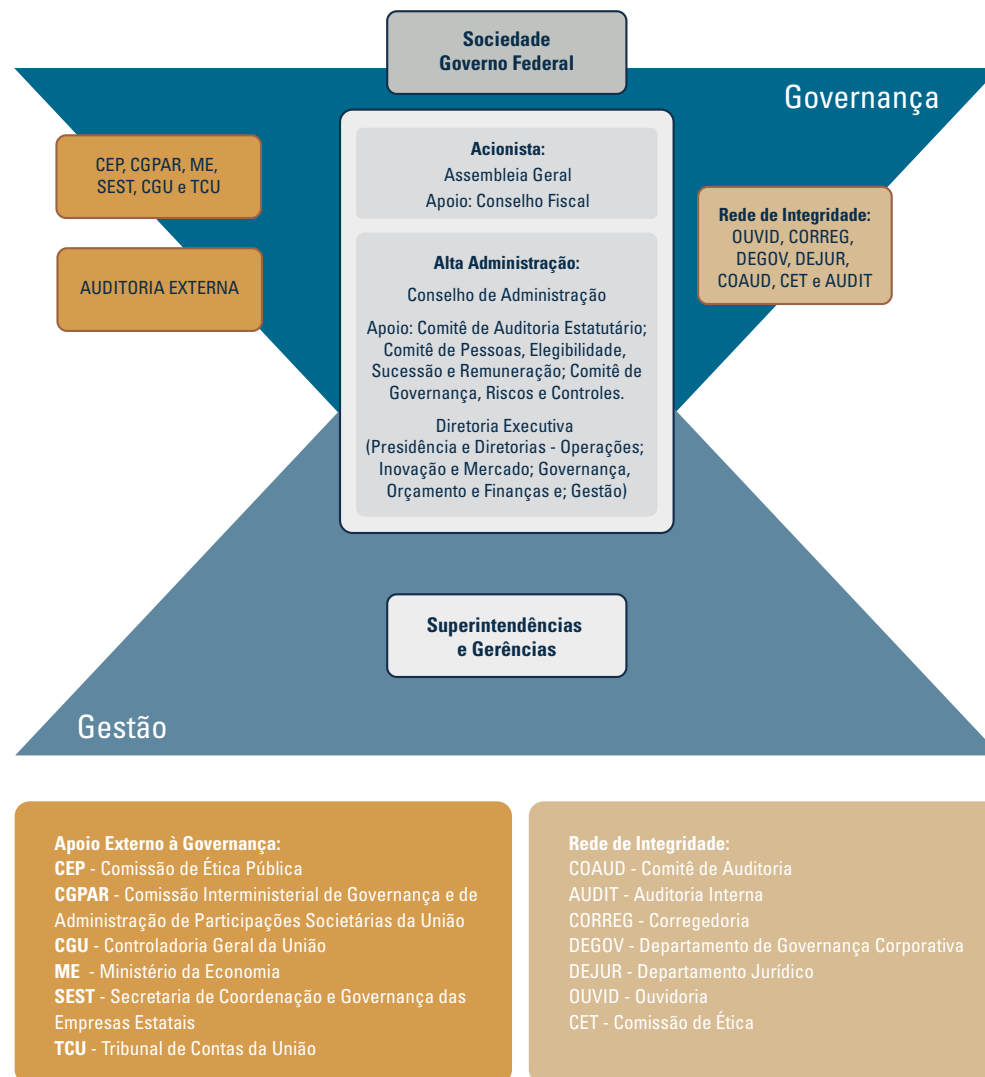 Sociedade
Governo Federal
Governança
CEP, CGPAR, ME,
SEST, CGU e TCU
AUDITORIA EXTERNA
Acionista:
Assembleia Geral
Apoio: Conselho Fiscal
Alta Administração:
Conselho de Administração
Apoio: Comitê de Auditoria Estatutário;
Comitê de Pessoas, Elegibilidade,
Sucessão e Remuneração; Comitê de
Governança, Riscos e Controles.
Diretoria Executiva
(Presidência e Diretorias - Operações;
Inovação e Mercado; Governança,
Orçamento e Finanças e; Gestão)
Rede de Integridade:
OUVID, CORREG,
DEGOV, DEJUR,
COAUD, CET e AUDIT
Superintendências
e Gerências
Gestão
Apoio Externo à Governança:
CEP - Comissão de Ética Pública
CGPAR - Comissão Interministerial de Governança e de
Administração de Participações Societárias da União
CGU - Controladoria Geral da União
ME - Ministério da Economia
SEST - Secretaria de Coordenação e Governança das
Empresas Estatais
TCU - Tribunal de Contas da União
Rede de Integridade:
COAUD - Comitê de Auditoria
AUDIT - Auditoria Interna
CORREG - Corregedoria
DEGOV - Departamento de Governança Corporativa
DEJUR - Departamento Jurídico
OUVID - Ouvidoria
CET - Comissão de Ética